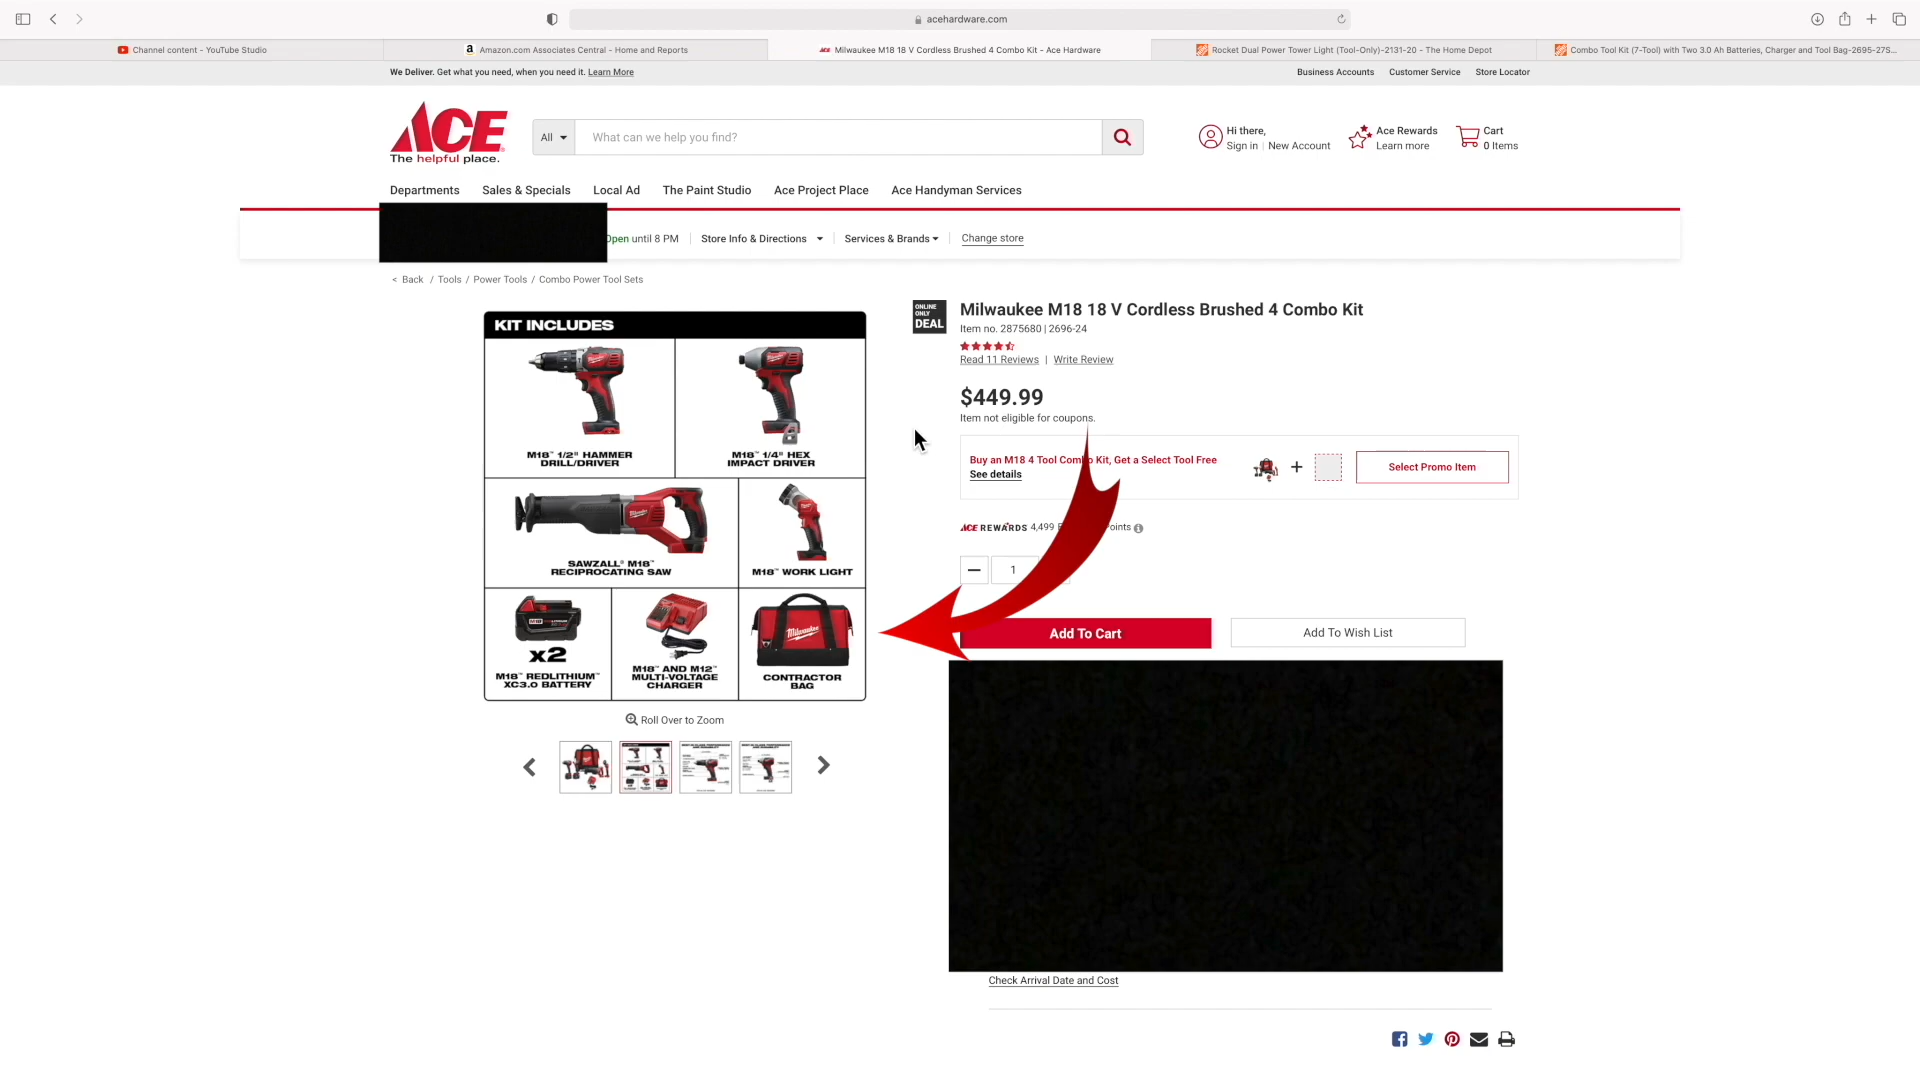 acehardware.com
Channel content - YouTube Studio
Amazon.com Associates Central - Home and Reports
Milwaukee M18 18 V Cordless Brushed 4 Combo Kit - Ace Hardware
Rocket Dual Power Tower Light (Tool-Only)-2131-20 - The Home Depot
Combo Tool Kit (7-Tool) with Two 3.0 Ah Batteries, Charger and Tool Bag-2695-27S...
We Deliver. Get what you need, when you need it. Learn More
Business Accounts Customer Service Store Locator
ACE
The helpful place.
All
What can we help you find?
Hi there,
Sign in | New Account
Ace Rewards
Learn more
Cart
0 Items
Departments Sales & Specials Local Ad The Paint Studio Ace Project Place Ace Handyman Services
Open until 8 PM
Store Info & Directions
Services & Brands
Change store
< Back / Tools / Power Tools / Combo Power Tool Sets
KIT INCLUDES
M18™ 1/2" HAMMER
DRILL/DRIVER
M18™ 1/4" HEX
IMPACT DRIVER
SAWZALL® M18™
RECIPROCATING SAW
M18™ WORK LIGHT
x2
M18™ REDLITHIUM™
XC3.0 BATTERY
M18™ AND M12™
MULTI-VOLTAGE
CHARGER
Milwaukee
CONTRACTOR
BAG
Roll Over to Zoom
ONLINE
ONLY
DEAL
Milwaukee M18 18 V Cordless Brushed 4 Combo Kit
Item no. 2875680 | 2696-24
Read 11 Reviews | Write Review
$449.99
Item not eligible for coupons.
Buy an M18 4 Tool Combo Kit, Get a Select Tool Free
See details
+
Select Promo Item
ACE REWARDS 4,499
1
Add To Cart
Add To Wish List
Check Arrival Date and Cost